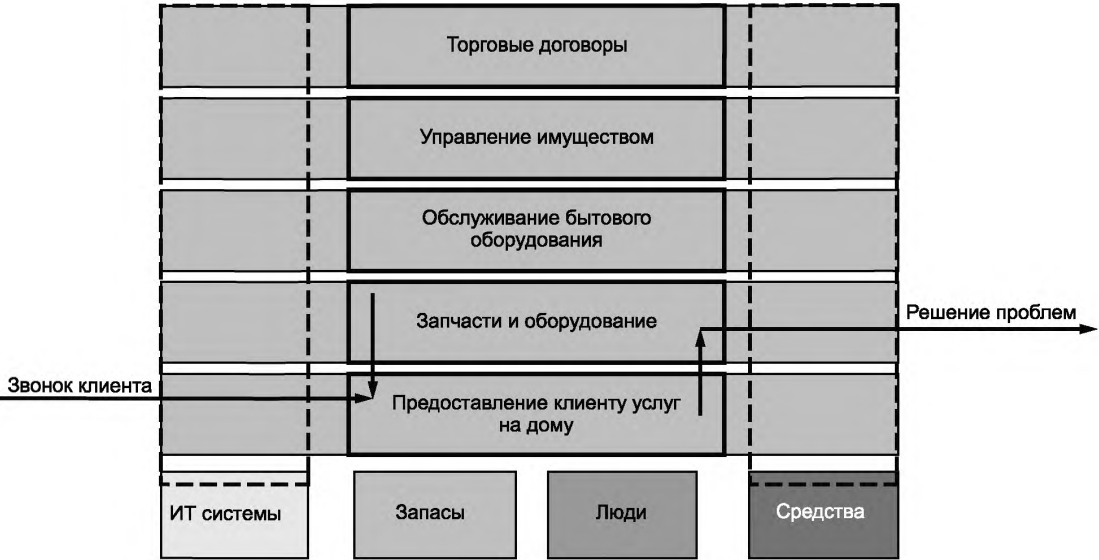 Торговые договоры
Управление имуществом
Обслуживание бытового
оборудования
Запчасти и оборудование
Решение проблем
Звонок клиента
Предоставление клиенту услуг
на дому
ИТ системы
Запасы
Люди
Средства